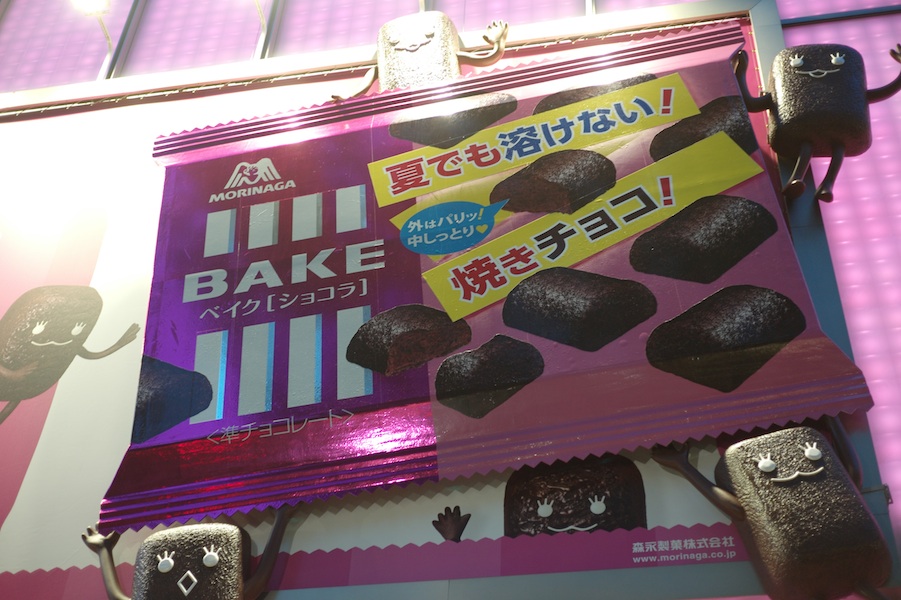 夏でも溶けない!
MORINAGA
外はパリッ!
中しっとり♥
焼きチョコ!
BAKE
ベイク[ショコラ]
<準チョコレート>
森永製菓株式会社
www.morinaga.co.jp